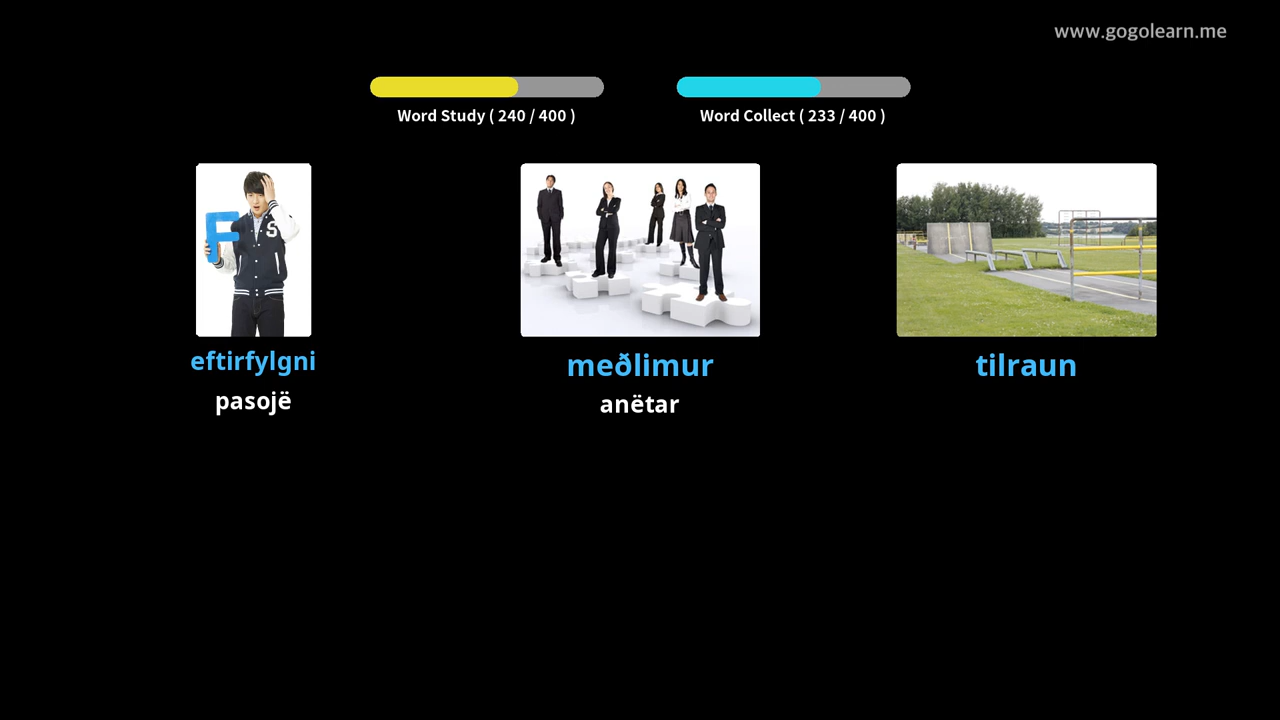 www.gogolearn.me
Word Study ( 240 / 400 )
Word Collect ( 233 / 400 )
F
S
eftirfylgni
pasojë
meðlimur
anëtar
tilraun